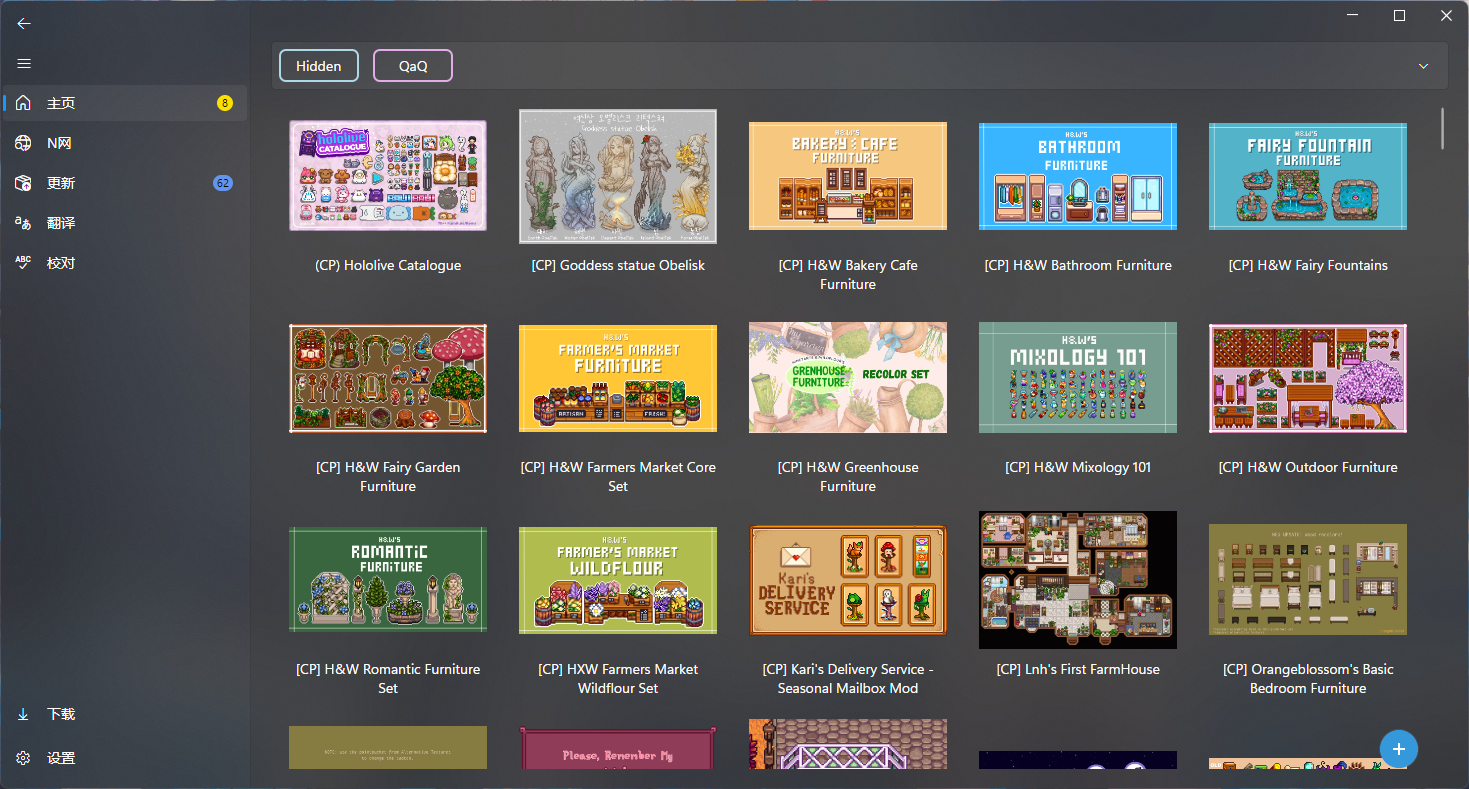 Hidden
QaQ
主页
8
N网
更新
62
翻译
校对
下载
设置
hololive
CATALOGUE
(CP) Hololive Catalogue
Goddess statue Obelisk
[CP] Goddess statue Obelisk
H&W'S
BAKERY & CAFE
FURNITURE
[CP] H&W Bakery Cafe
Furniture
H&W'S
BATHROOM
FURNITURE
[CP] H&W Bathroom Furniture
H&W'S
FAIRY FOUNTAIN
FURNITURE
[CP] H&W Fairy Fountains
[CP] H&W Fairy Garden
Furniture
H&W'S
FARMER'S MARKET
FURNITURE
ARTISAN
FRESH!
[CP] H&W Farmers Market Core
Set
GRENHOUSE
FURNITURE
RECOLOR SET
[CP] H&W Greenhouse
Furniture
H&W'S
MIXOLOGY 101
[CP] H&W Mixology 101
[CP] H&W Outdoor Furniture
H&W'S
ROMANTIC
FURNITURE
[CP] H&W Romantic Furniture
Set
H&W'S
FARMER'S MARKET
WILDFLOUR
[CP] HXW Farmers Market
Wildflour Set
Kari's
DELIVERY
SERVICE
[CP] Kari's Delivery Service -
Seasonal Mailbox Mod
[CP] Lnh's First FarmHouse
[CP] Orangeblossom's Basic
Bedroom Furniture
Please, Remember My